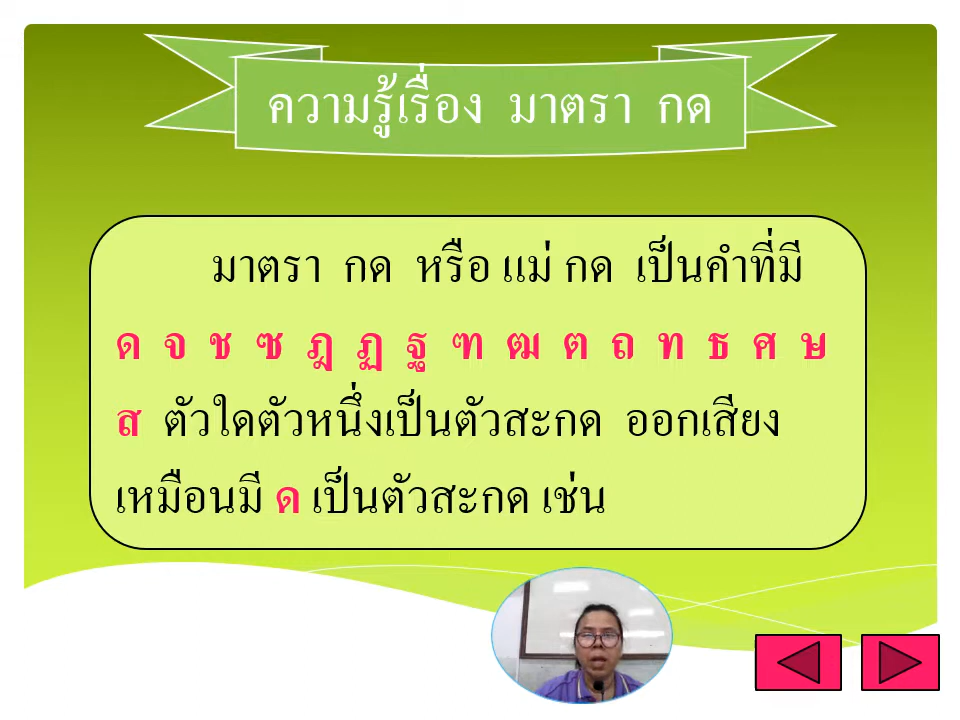 ความรู้เรื่อง มาตรา กด
มาตรา กด หรือ แม่ กด เป็นคำที่มี
ด จ ช ซ ฎ ฏ ฐ ฑ ฒ ต ถ ท ธ ศ ษ
ส ตัวใดตัวหนึ่งเป็นตัวสะกด ออกเสียง
เหมือนมี ด เป็นตัวสะกด เช่น